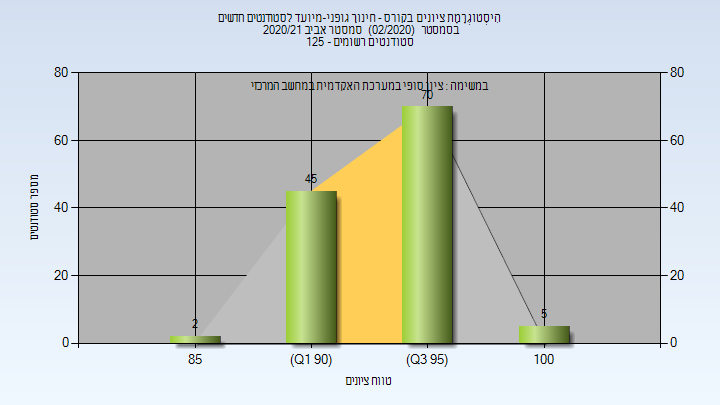 היסטוגרמת ציונים בקורס - חינוך גופני-מיועד לסטודנטים חדשים
בסמסטר (02/2020) סמסטר אביב 2020/21
סטודנטים רשומים - 125
במשימה : ציון סופי במערכת האקדמית במחשב המרכזי
80
60
40
20
0
80
60
40
20
0
מספר סטודנטים
2
45
70
5
85
(Q1 90)
(Q3 95)
100
טווח ציונים